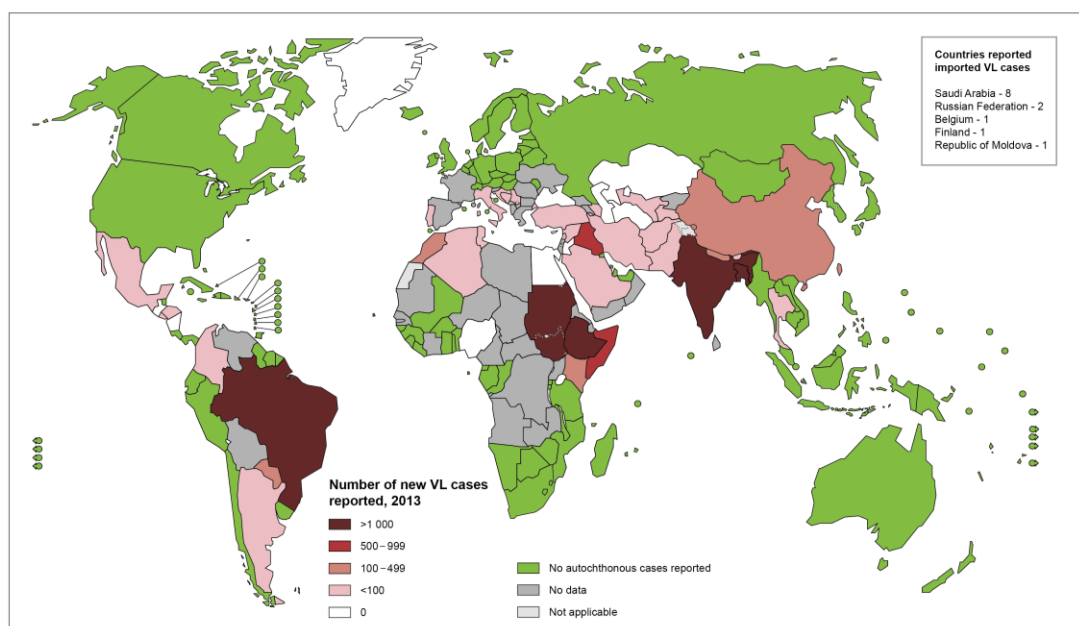 Countries reported
imported VL cases
Saudi Arabia - 8
Russian Federation - 2
Belgium - 1
Finland - 1
Republic of Moldova - 1
Number of new VL cases
reported, 2013
>1 000
500–999
100–499
<100
0
No autochthonous cases reported
No data
Not applicable